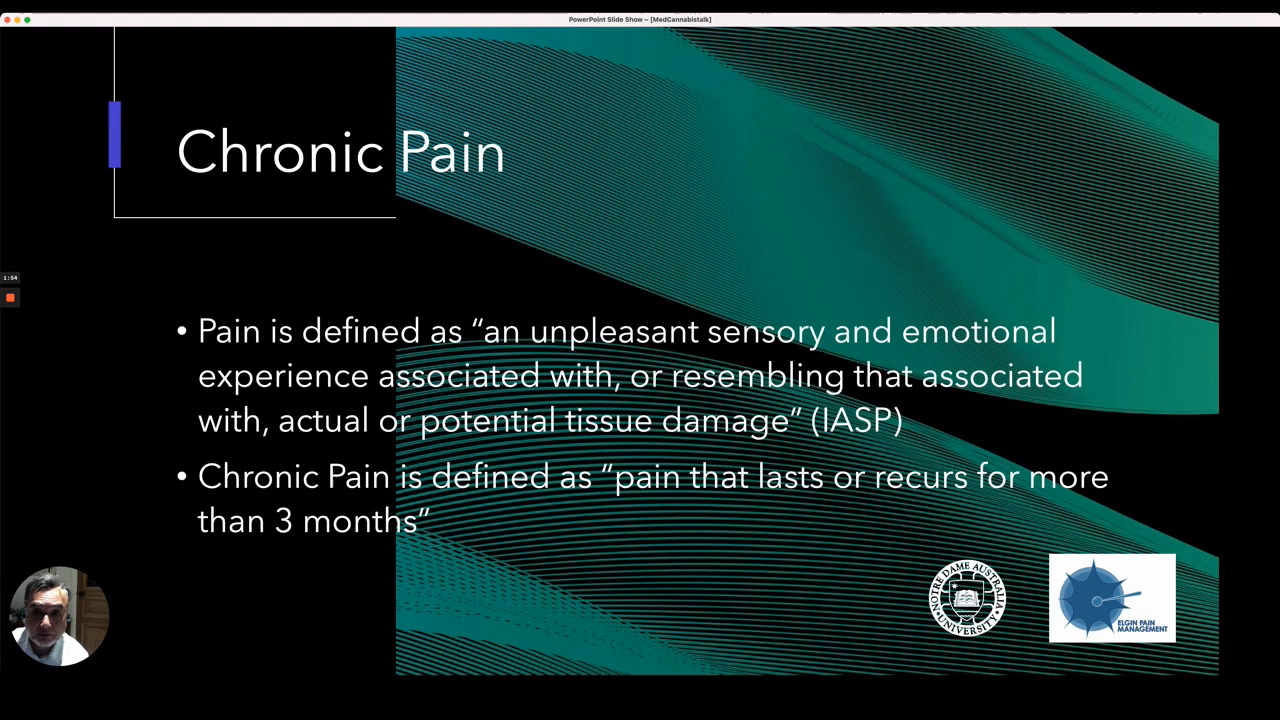 PowerPoint Slide Show – [MedCannabistalk]
Chronic Pain
1:54
• Pain is defined as “an unpleasant sensory and emotional
experience associated with, or resembling that associated
with, actual or potential tissue damage” (IASP)
• Chronic Pain is defined as “pain that lasts or recurs for more
than 3 months”
NOTRE DAME AUSTRALIA
UNIVERSITY
ELGIN PAIN
MANAGEMENT